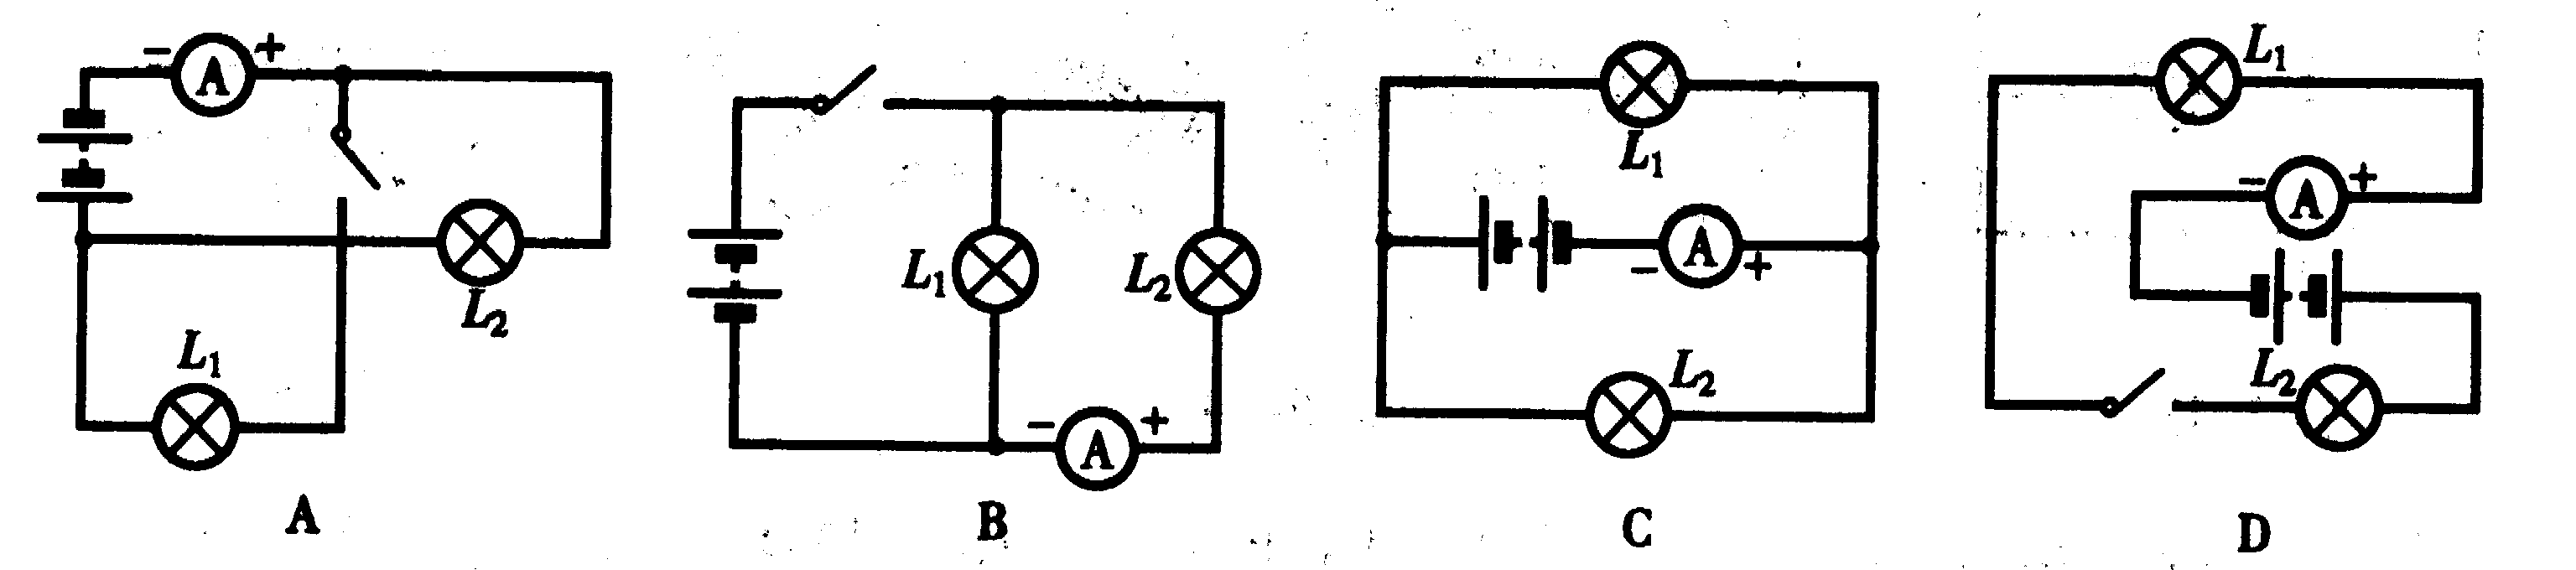 − A +
L₂
L₁
A
L₁ L₂
− A +
B
L₁
A
− +
L₂
C
L₁
− A +
L₂
D